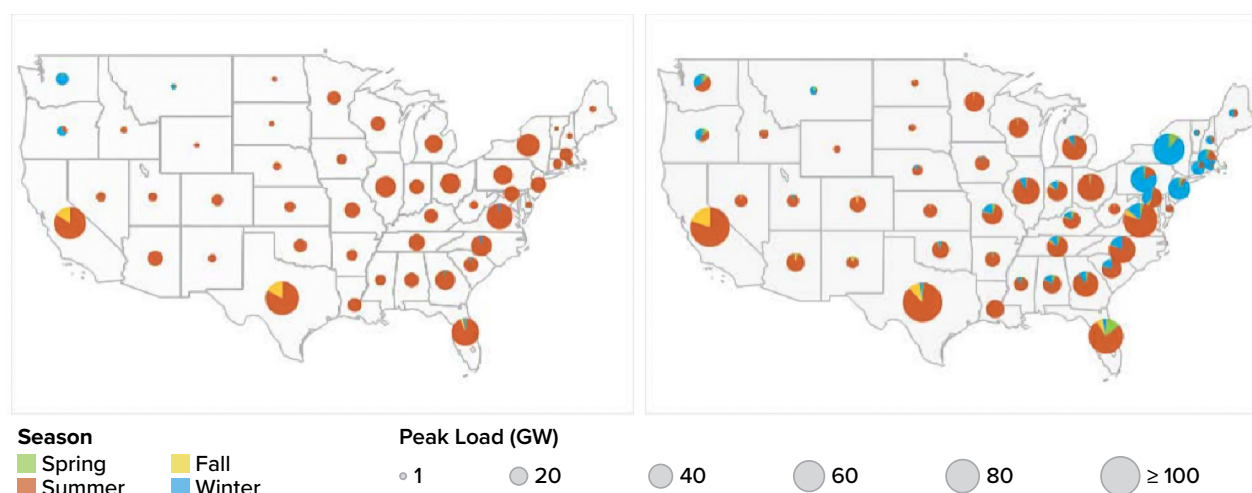 Season
Spring
Fall
Summer
Winter
Peak Load (GW)
1
20
40
60
80
≥ 100